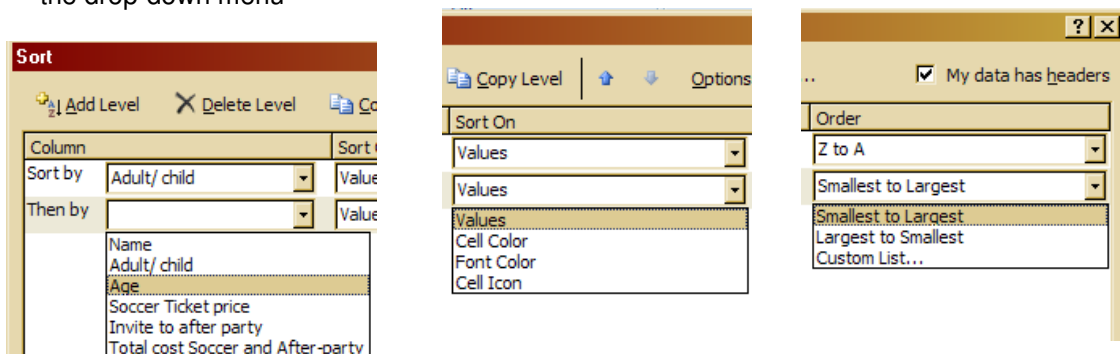 the drop-down menu
Sort
Add Level Delete Level
Column Sort
Sort by Adult/ child Value
Then by Value
Name
Adult/ child
Age
Soccer Ticket price
Invite to after party
Total cost Soccer and After-party
Copy Level Options
Sort On
Values
Values
Values
Cell Color
Font Color
Cell Icon
? X
.. My data has headers
Order
Z to A
Smallest to Largest
Smallest to Largest
Largest to Smallest
Custom List...